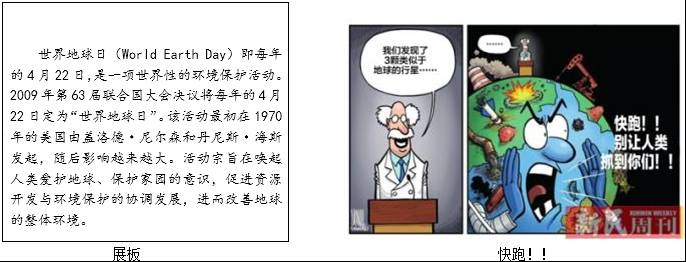 世界地球日（World Earth Day）即每年
的4月22日,是一项世界性的环境保护活动。
2009年第63届联合国大会决议将每年的4月
22日定为“世界地球日”。该活动最初在1970
年的美国由盖洛德·尼尔森和丹尼斯·海斯
发起，随后影响越来越大。活动宗旨在唤起
人类爱护地球、保护家园的意识，促进资源
开发与环境保护的协调发展，进而改善地球
的整体环境。
展板
我们发现了
3颗类似于
地球的行星……
……
快跑！！
别让人类
抓到你们！！
新民周刊
XINMIN WEEKLY
快跑！！